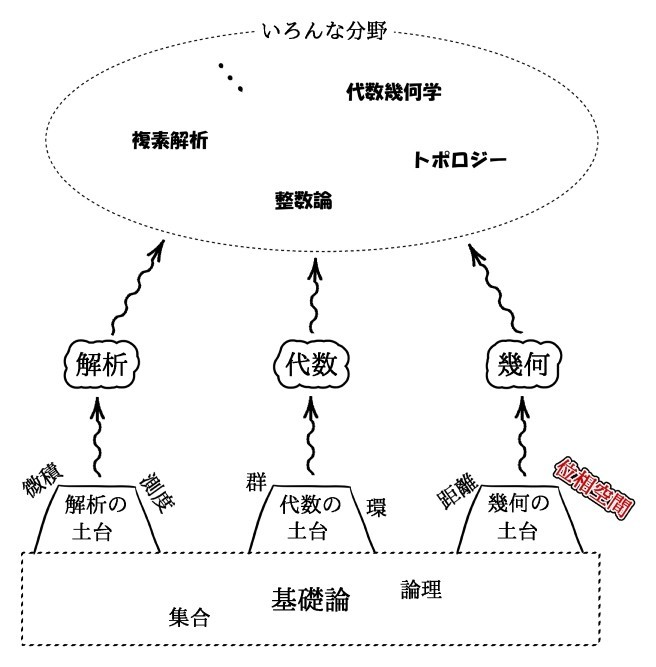 いろんな分野
代数幾何学
複素解析
トポロジー
整数論
解析
代数
幾何
微積
測度
解析の
土台
群
環
代数の
土台
距離
位相空間
幾何の
土台
基礎論
論理
集合